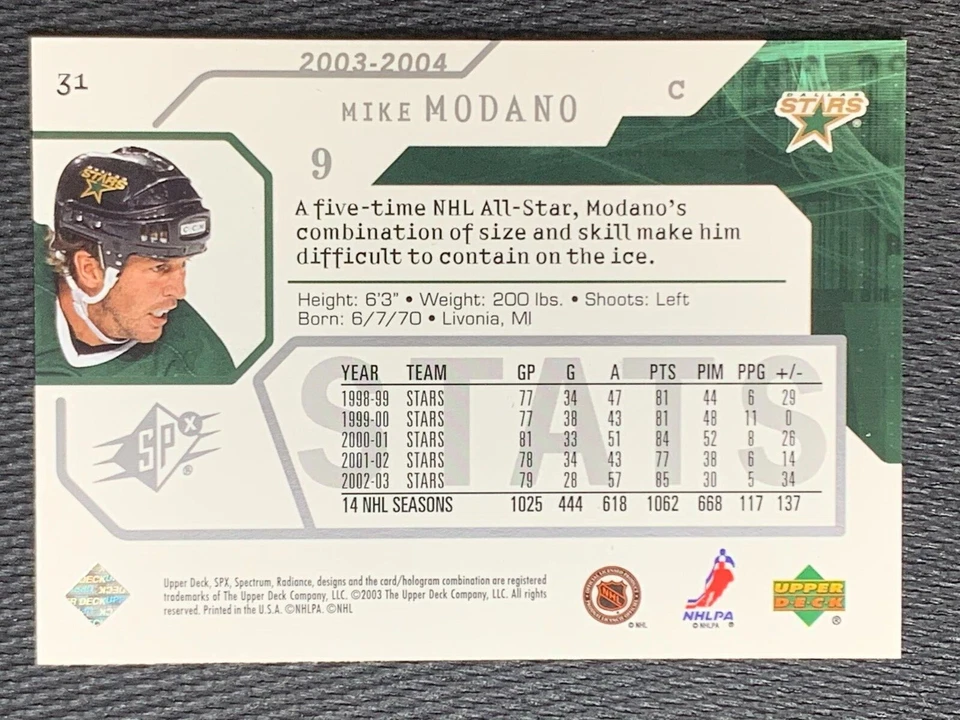 31
2003-2004
MIKE MODANO
C
DALLAS STARS
9
STARS
CCM
A five-time NHL All-Star, Modano's
combination of size and skill make him
difficult to contain on the ice.
Height: 6'3" • Weight: 200 lbs. • Shoots: Left
Born: 6/7/70 • Livonia, MI
STATS
YEAR TEAM GP G A PTS PIM PPG +/-
1998-99 STARS 77 34 47 81 44 6 29
1999-00 STARS 77 38 43 81 48 11 0
2000-01 STARS 81 33 51 84 52 8 26
2001-02 STARS 78 34 43 77 38 6 14
2002-03 STARS 79 28 57 85 30 5 34
14 NHL SEASONS 1025 444 618 1062 668 117 137
SPx ®
Upper Deck, SPX, Spectrum, Radiance, designs and the card/hologram combination are registered
trademarks of The Upper Deck Company, LLC. ©2003 The Upper Deck Company, LLC. All rights
reserved. Printed in the U.S.A. ©NHLPA. ©NHL
NHL
© NHL
NHLPA
© NHLPA ®
UPPER
DECK ®